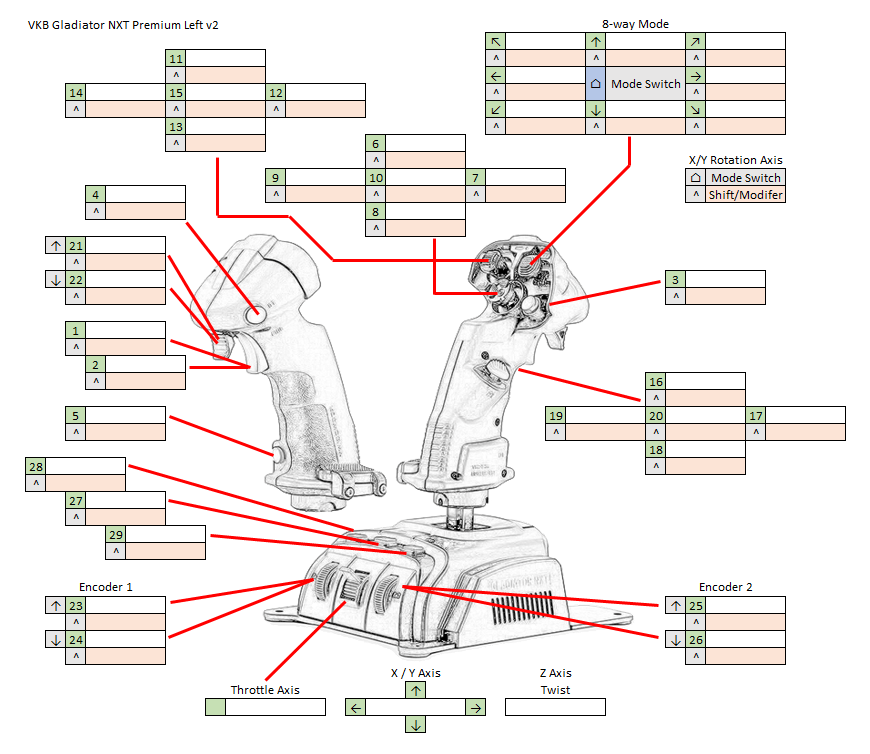 VKB Gladiator NXT Premium Left v2
8-way Mode
↖ ↑ ↗
^ ^ ^
← ⌂ Mode Switch →
^ ^
↙ ↓ ↘
^ ^ ^
X/Y Rotation Axis
⌂ Mode Switch
^ Shift/Modifer
11
^
14 15 12
^ ^ ^
13
^
6
^
9 10 7
^ ^ ^
8
^
4
^
↑ 21
^
↓ 22
^
1
^
2
^
5
^
3
^
16
^
19 20 17
^ ^ ^
18
^
28
^
27
^
29
^
Encoder 1
↑ 23
^
↓ 24
^
Encoder 2
↑ 25
^
↓ 26
^
Throttle Axis
X / Y Axis
↑
← →
↓
Z Axis
Twist